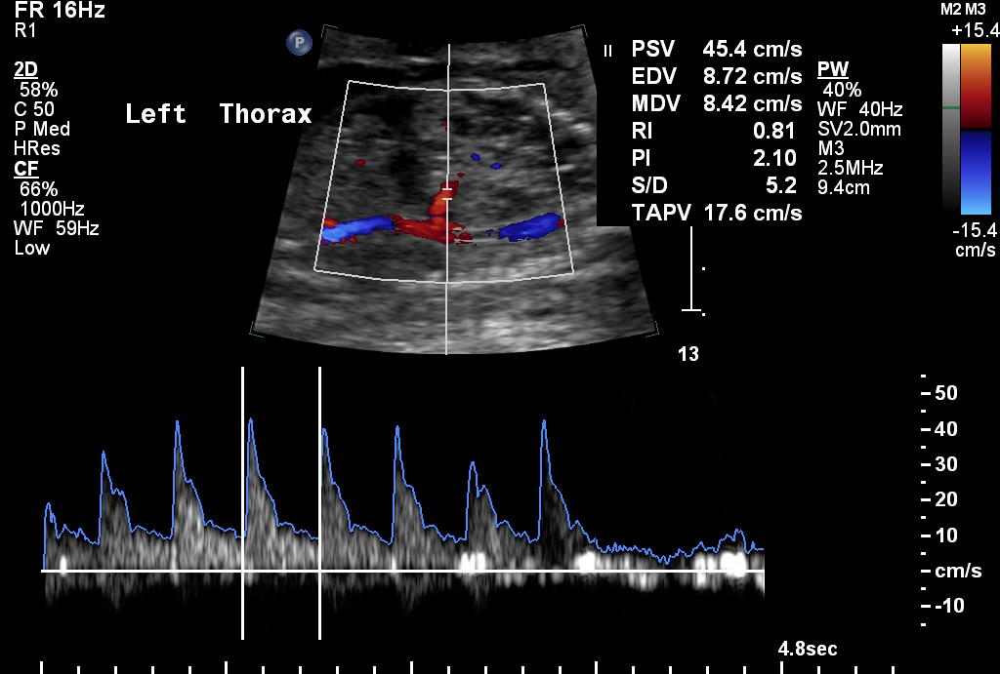 FR 16Hz
R1
2D
58%
C 50
P Med
HRes
CF
66%
1000Hz
WF 59Hz
Low
P
Left Thorax
PSV 45.4 cm/s
EDV 8.72 cm/s
MDV 8.42 cm/s
RI 0.81
PI 2.10
S/D 5.2
TAPV 17.6 cm/s
PW
40%
WF 40Hz
SV2.0mm
M3
2.5MHz
9.4cm
M2 M3
+15.4
-15.4
cm/s
13
50
40
30
20
10
cm/s
-10
4.8sec